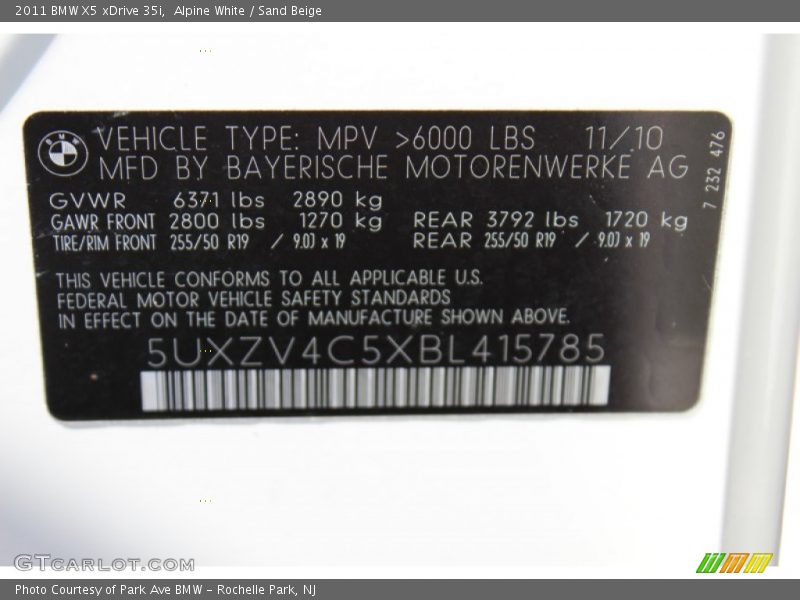 2011 BMW X5 xDrive 35i,  Alpine White / Sand Beige
BMW
VEHICLE TYPE: MPV >6000 LBS 11/10
MFD BY BAYERISCHE MOTORENWERKE AG
7 232 476
GVWR 6371 lbs 2890 kg
GAWR FRONT 2800 lbs 1270 kg REAR 3792 lbs 1720 kg
TIRE/RIM FRONT 255/50 R19 / 9.0J x 19 REAR 255/50 R19 / 9.0J x 19
THIS VEHICLE CONFORMS TO ALL APPLICABLE U.S.
FEDERAL MOTOR VEHICLE SAFETY STANDARDS
IN EFFECT ON THE DATE OF MANUFACTURE SHOWN ABOVE.
5UXZV4C5XBL415785
GTcarlot.com
Photo Courtesy of Park Ave BMW - Rochelle Park, NJ